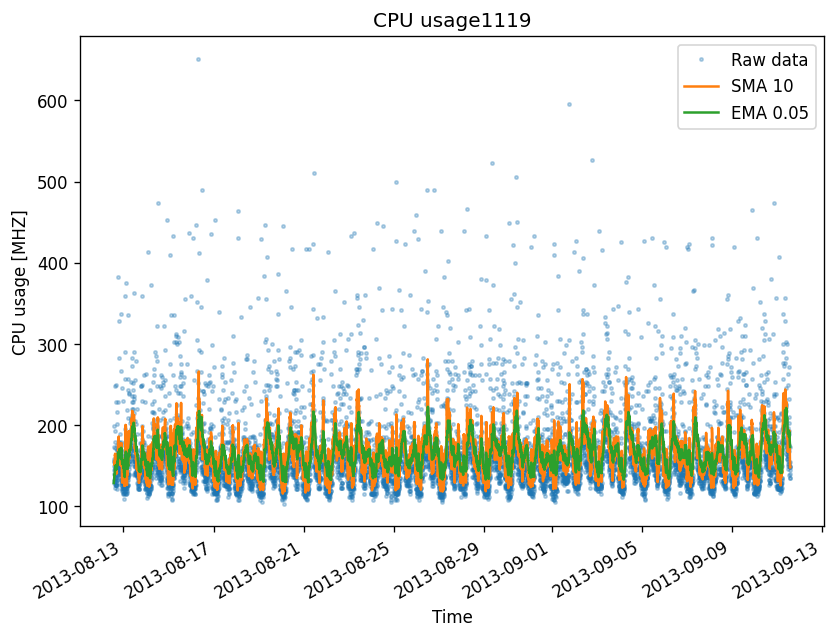 CPU usage1119
Raw data
SMA 10
EMA 0.05
CPU usage [MHZ]
600
500
400
300
200
100
2013-08-13
2013-08-17
2013-08-21
2013-08-25
2013-08-29
2013-09-01
2013-09-05
2013-09-09
2013-09-13
Time